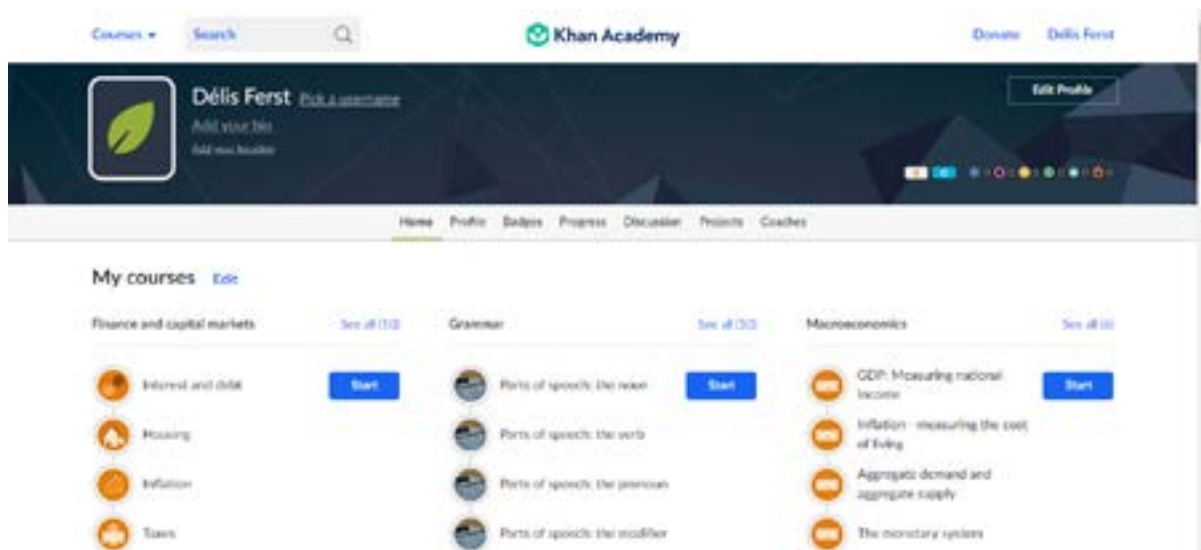 Courses
Search
Khan Academy
Donate
Délis Ferst
Délis Ferst Pick a username
Add your bio
Edit Profile
Home Profile Badges Progress Discussion Projects Coaches
My courses Edit
Finance and capital markets
See all
Grammar
See all
Macroeconomics
See all
Interest and debt
Start
Housing
Inflation
Taxes
Parts of speech: the noun
Start
Parts of speech: the verb
Parts of speech: the pronoun
Parts of speech: the modifier
GDP: Measuring national
income
Start
Inflation - measuring the cost
of living
Aggregate demand and
aggregate supply
The monetary system